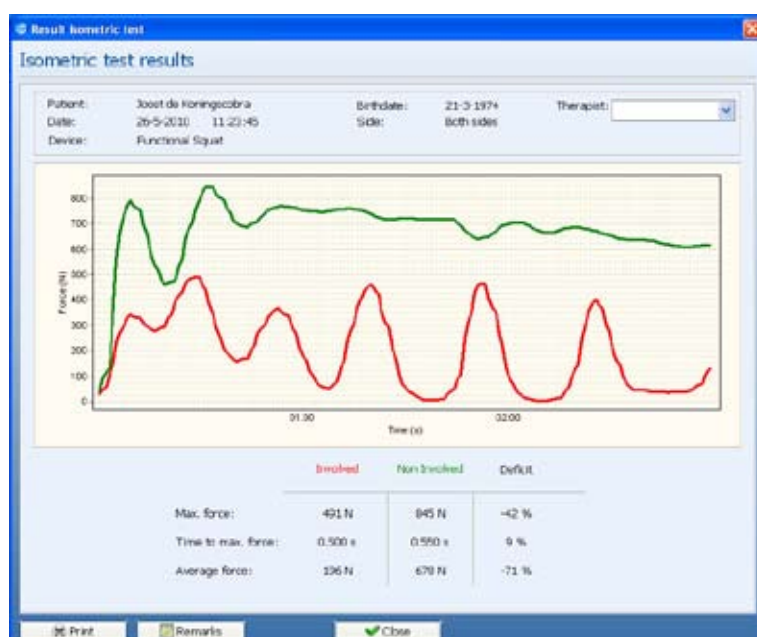 Result isometric test
Isometric test results
Patient: Joost de Koningscobra Birthdate: 21-3-1974 Therapist:
Date: 26-5-2010 11:23:45 Side: Both sides
Device: Functional Squat
800
700
600
500
400
300
200
100
0
Force (N)
01:00 02:00
Time (s)
Involved Non Involved Deficit
Max. force: 491 N 845 N -42 %
Time to max. force: 0.500 s 0.550 s 9 %
Average force: 196 N 678 N -71 %
Print Remarks Close